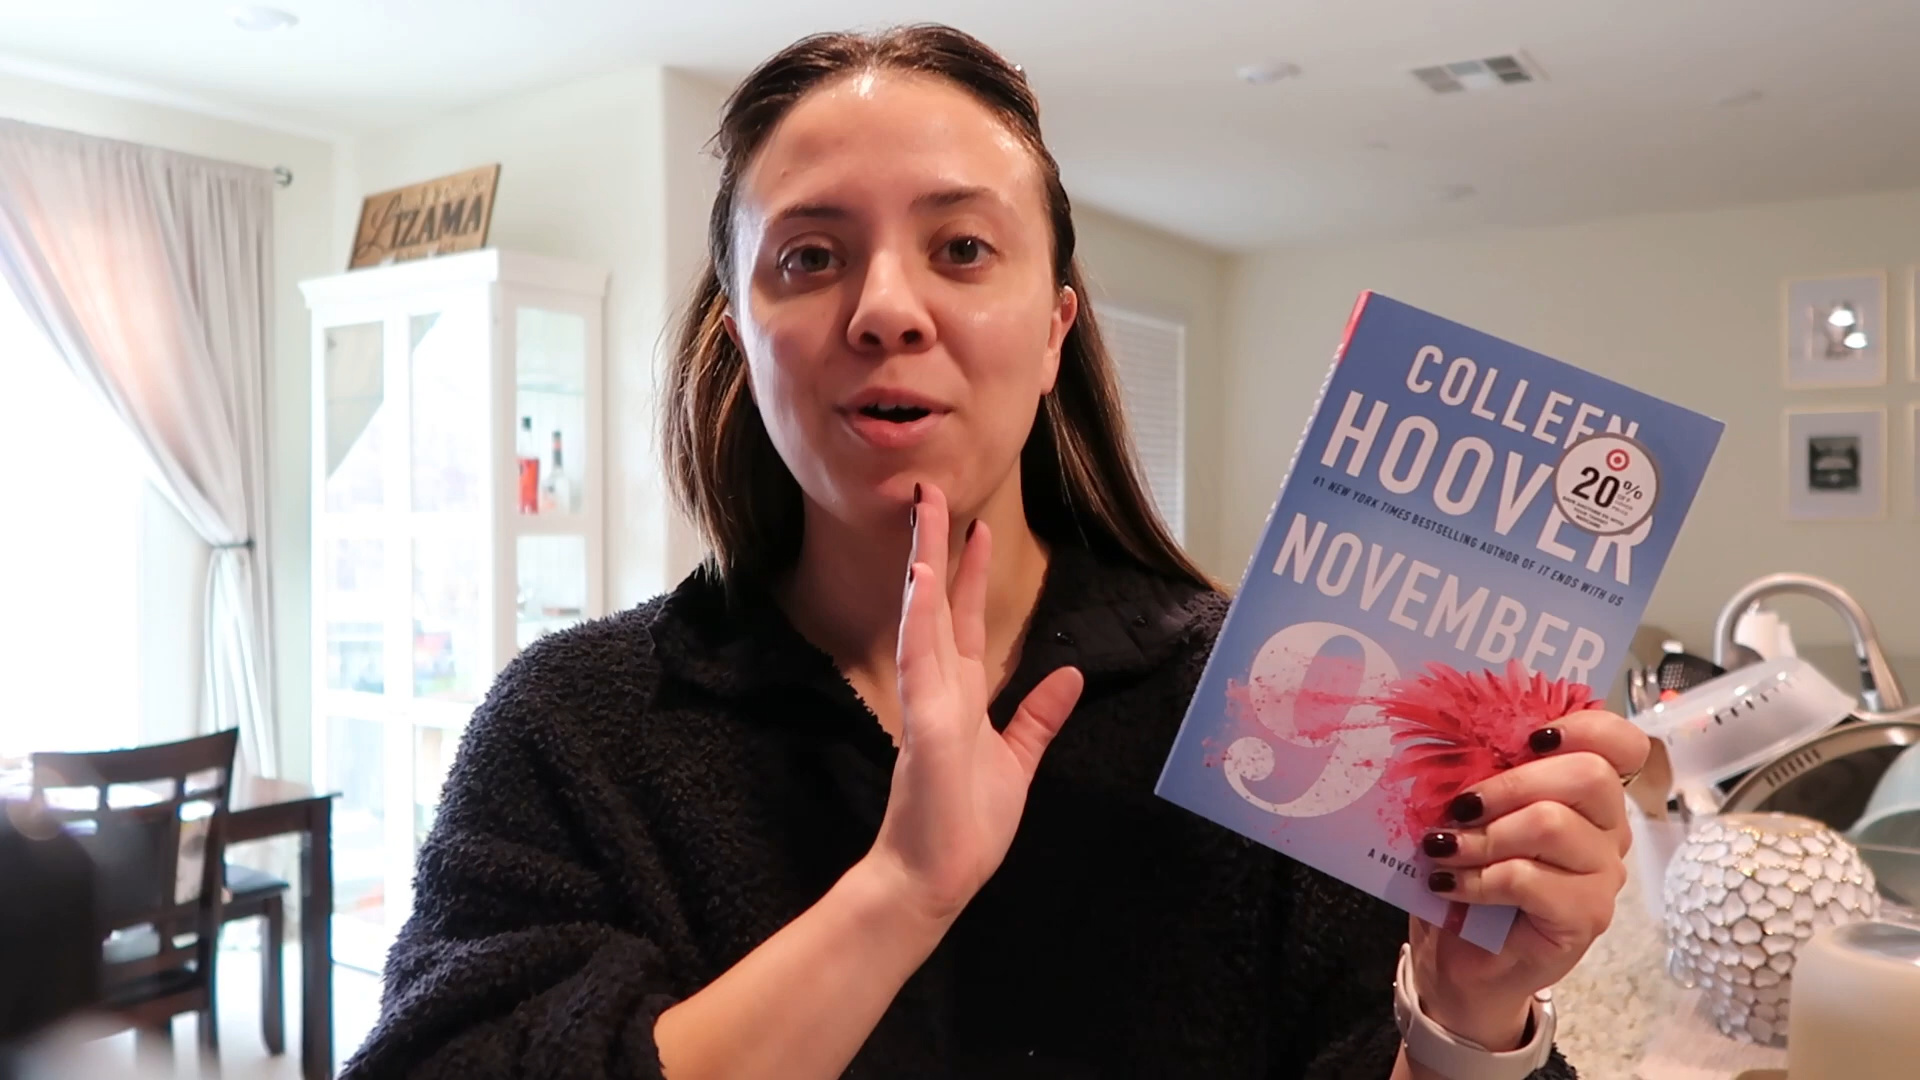 LIZAMA
COLLEEN
HOOVER
20%
#1 NEW YORK TIMES BESTSELLING AUTHOR OF IT ENDS WITH US
NOVEMBER
9
A NOVEL